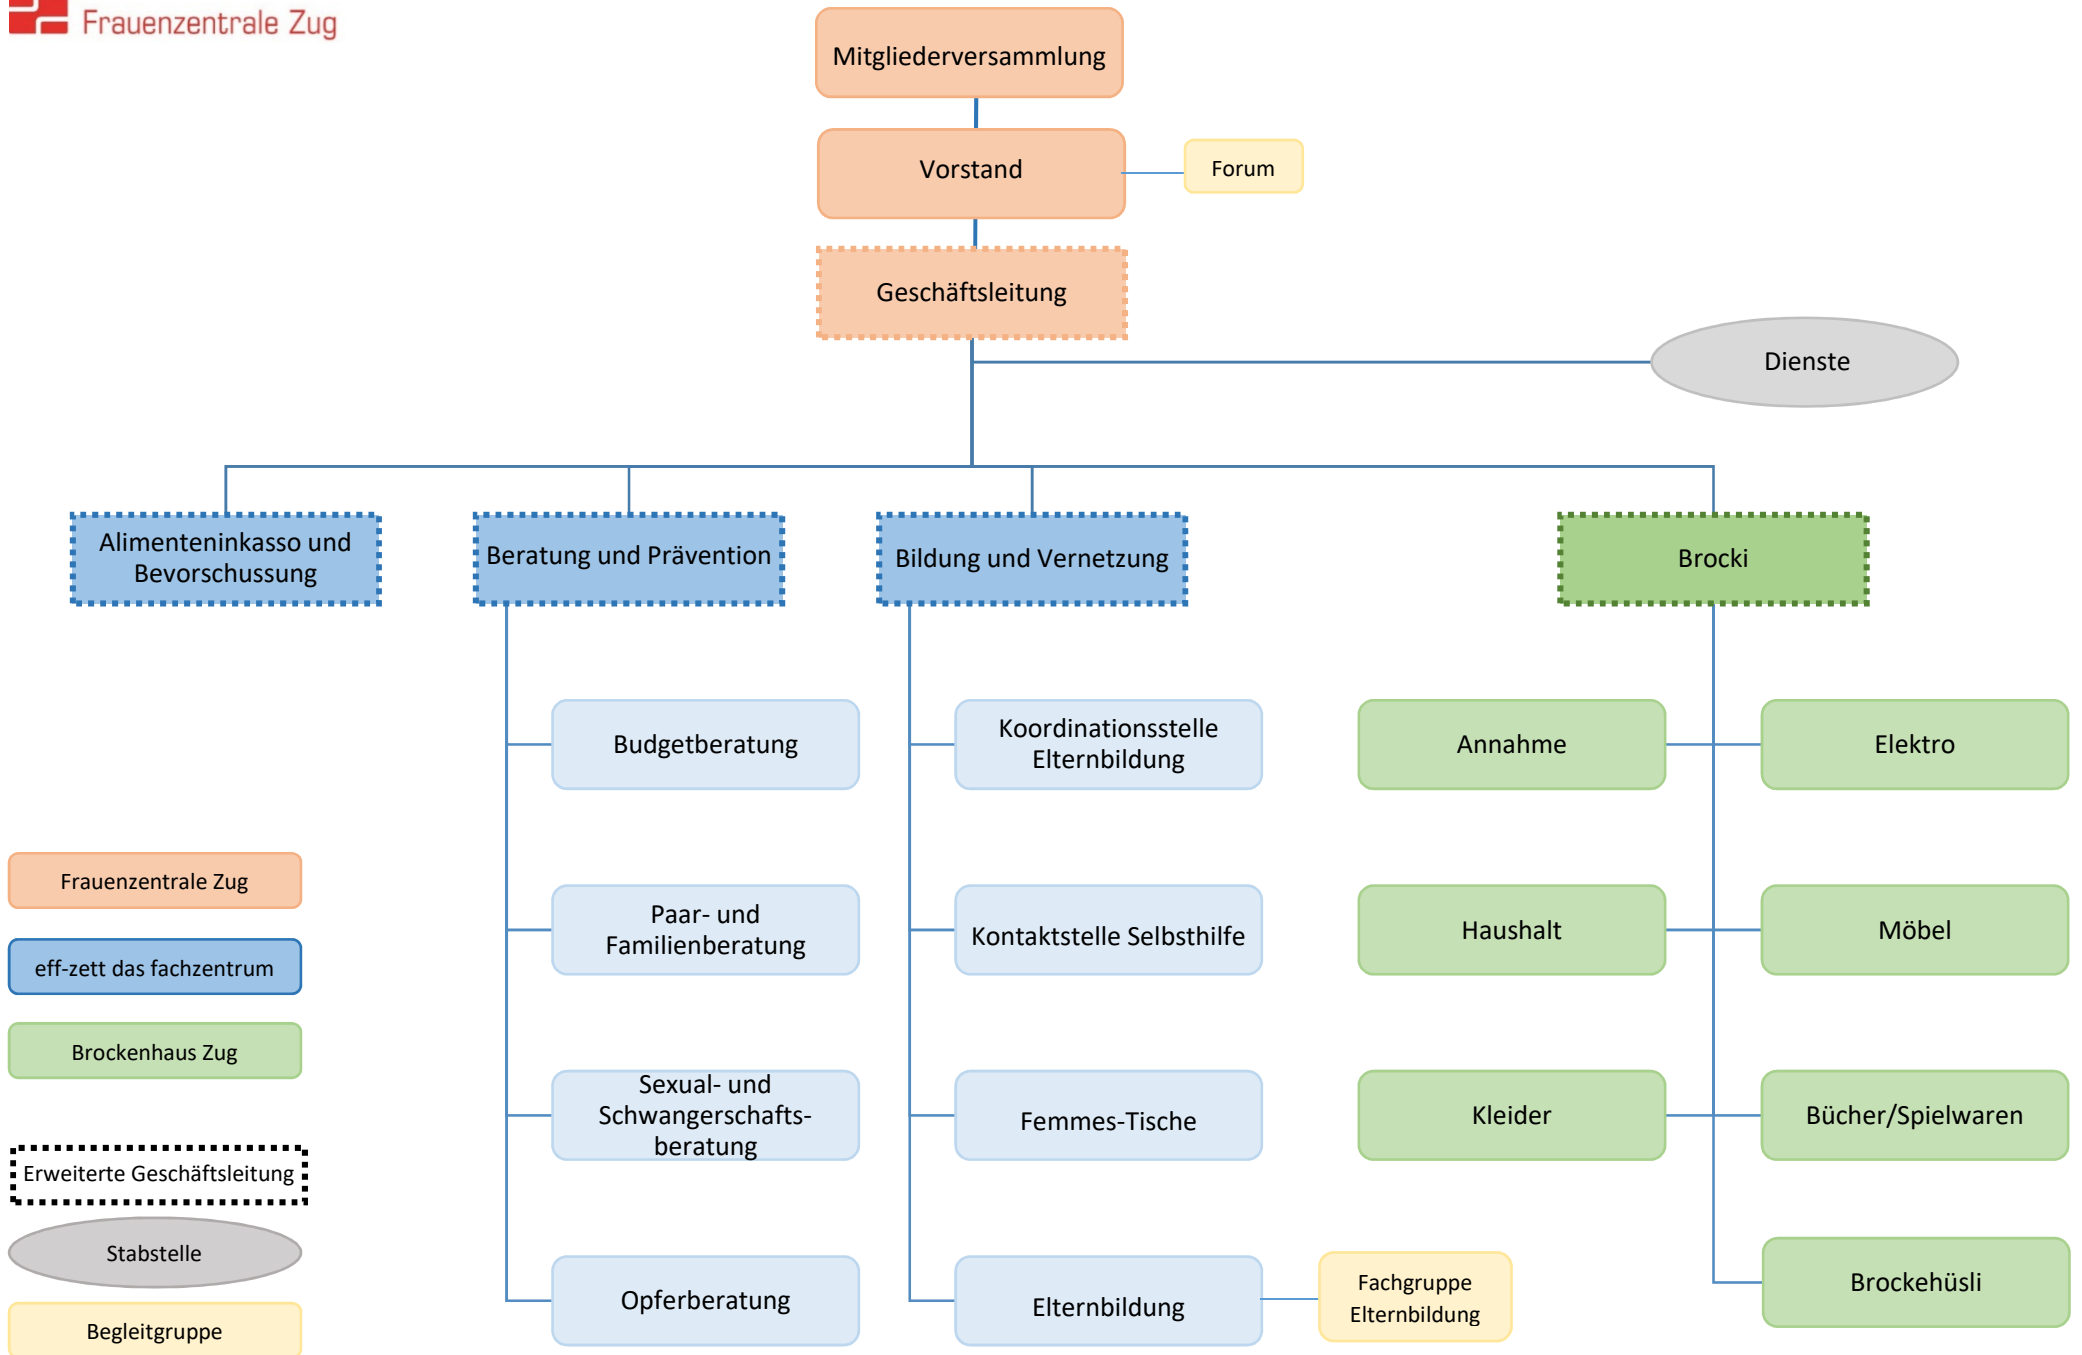 Frauenzentrale Zug
Mitgliederversammlung
Vorstand
Forum
Geschäftsleitung
Dienste
Alimenteninkasso und
Bevorschussung
Beratung und Prävention
Bildung und Vernetzung
Brocki
Budgetberatung
Koordinationsstelle
Elternbildung
Annahme
Elektro
Paar- und
Familienberatung
Kontaktstelle Selbsthilfe
Haushalt
Möbel
Sexual- und
Schwangerschafts-
beratung
Femmes-Tische
Kleider
Bücher/Spielwaren
Opferberatung
Elternbildung
Fachgruppe
Elternbildung
Brockehüsli
Frauenzentrale Zug
eff-zett das fachzentrum
Brockenhaus Zug
Erweiterte Geschäftsleitung
Stabstelle
Begleitgruppe